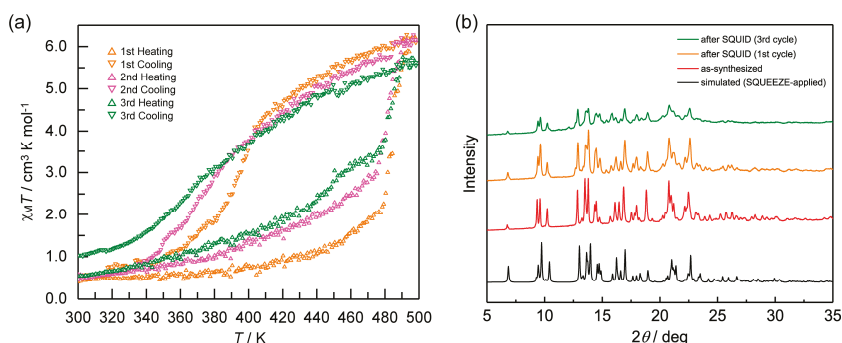 (a)
χMT / cm3 K mol-1
6.0
5.0
4.0
3.0
2.0
1.0
0.0
1st Heating
1st Cooling
2nd Heating
2nd Cooling
3rd Heating
3rd Cooling
300 320 340 360 380 400 420 440 460 480 500
T / K
(b)
Intensity
after SQUID (3rd cycle)
after SQUID (1st cycle)
as-synthesized
simulated (SQUEEZE-applied)
5 10 15 20 25 30 35
2θ / deg